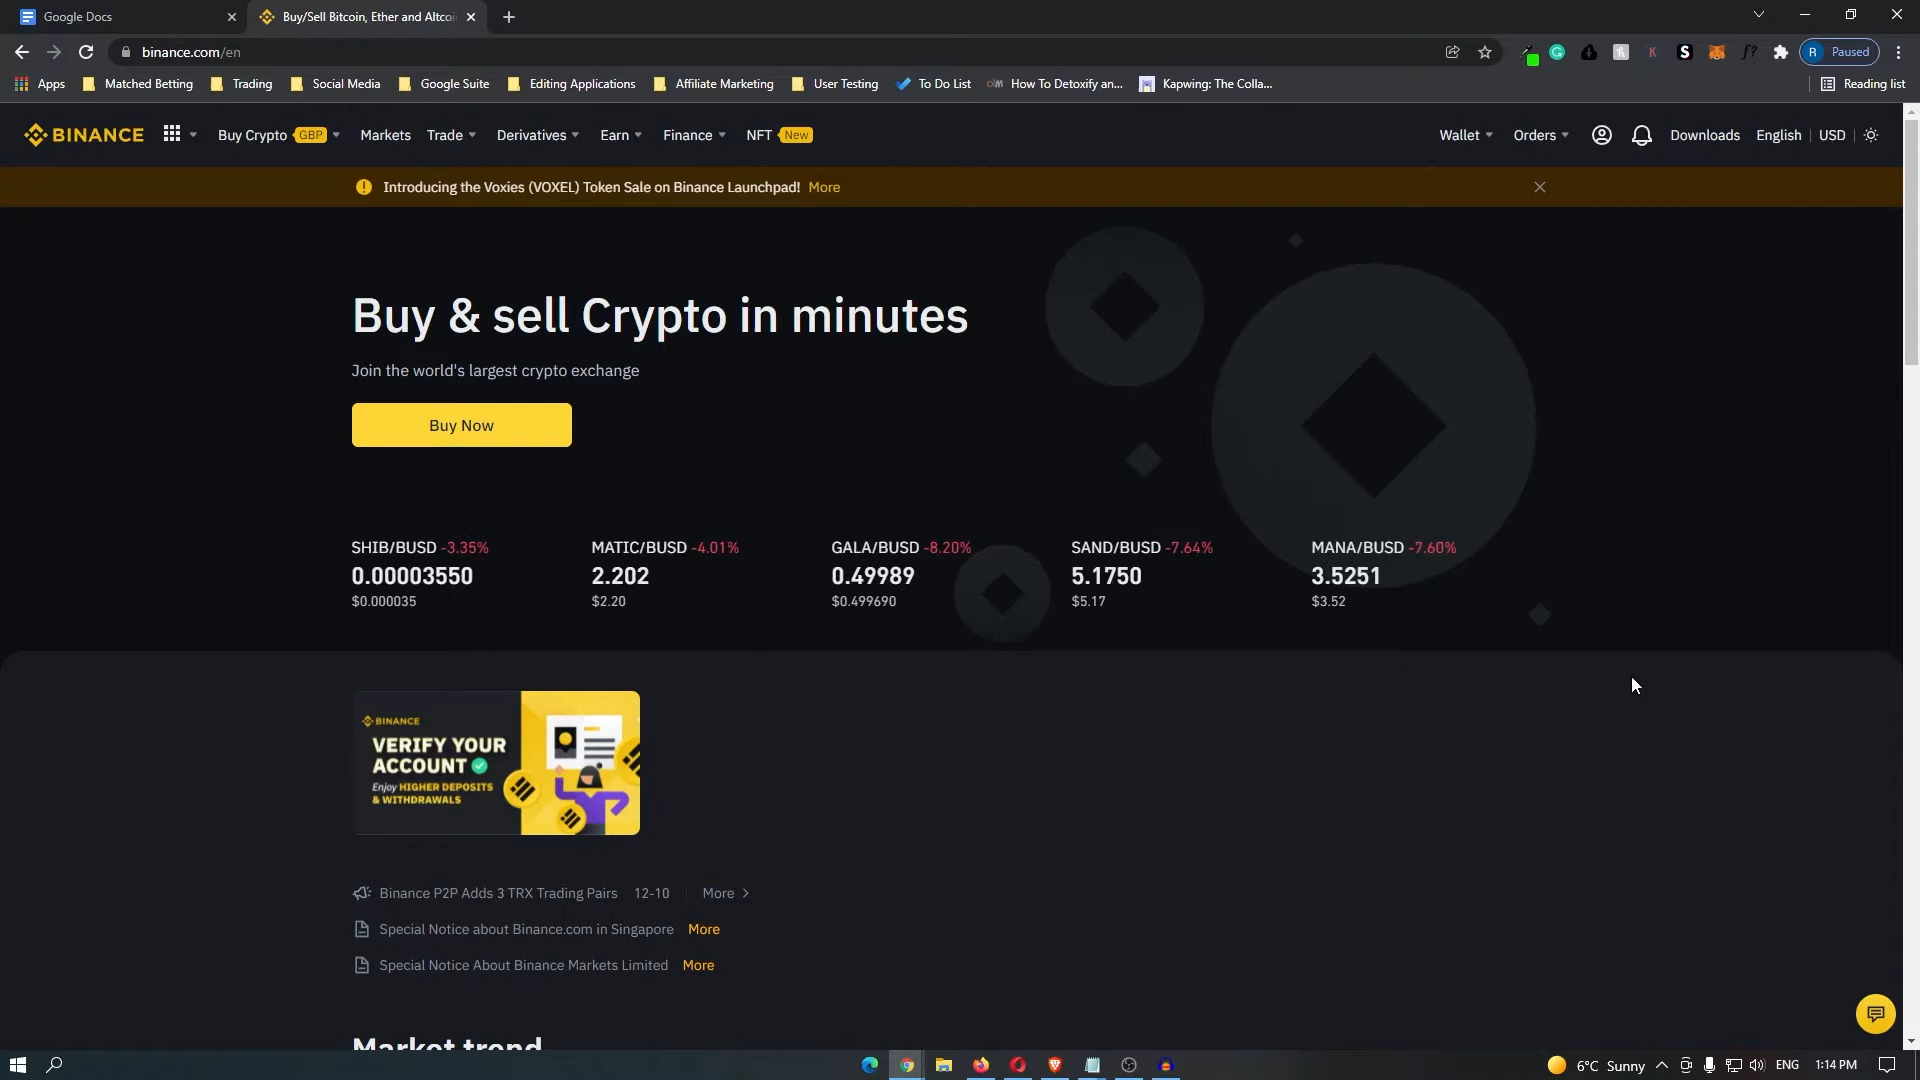 Google Docs
Buy/Sell Bitcoin, Ether and Altcoi
binance.com/en
R Paused
Apps Matched Betting Trading Social Media Google Suite Editing Applications Affiliate Marketing User Testing To Do List How To Detoxify an... Kapwing: The Colla... Reading list
BINANCE Buy Crypto GBP Markets Trade Derivatives Earn Finance NFT New Wallet Orders Downloads English USD
Introducing the Voxies (VOXEL) Token Sale on Binance Launchpad! More
Buy & sell Crypto in minutes
Join the world's largest crypto exchange
Buy Now
SHIB/BUSD -3.35% MATIC/BUSD -4.01% GALA/BUSD -8.20% SAND/BUSD -7.64% MANA/BUSD -7.60%
0.00003550 2.202 0.49989 5.1750 3.5251
$0.000035 $2.20 $0.499690 $5.17 $3.52
BINANCE
VERIFY YOUR
ACCOUNT
Enjoy HIGHER DEPOSITS
& WITHDRAWALS
Binance P2P Adds 3 TRX Trading Pairs 12-10 More
Special Notice about Binance.com in Singapore More
Special Notice About Binance Markets Limited More
Market trend
6°C Sunny ENG 1:14 PM